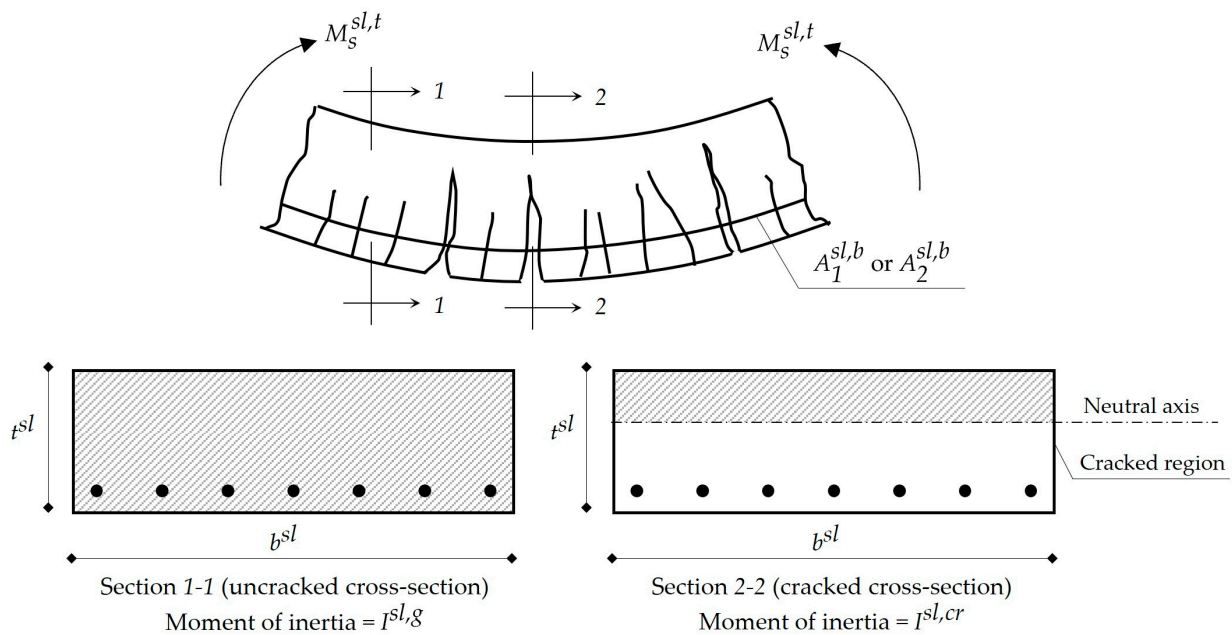 M_s^{sl,t}
M_s^{sl,t}
1
2
A_1^{sl,b} or A_2^{sl,b}
1
2
t^{sl}
t^{sl}
Neutral axis
Cracked region
b^{sl}
b^{sl}
Section 1-1 (uncracked cross-section)
Moment of inertia = I^{sl,g}
Section 2-2 (cracked cross-section)
Moment of inertia = I^{sl,cr}